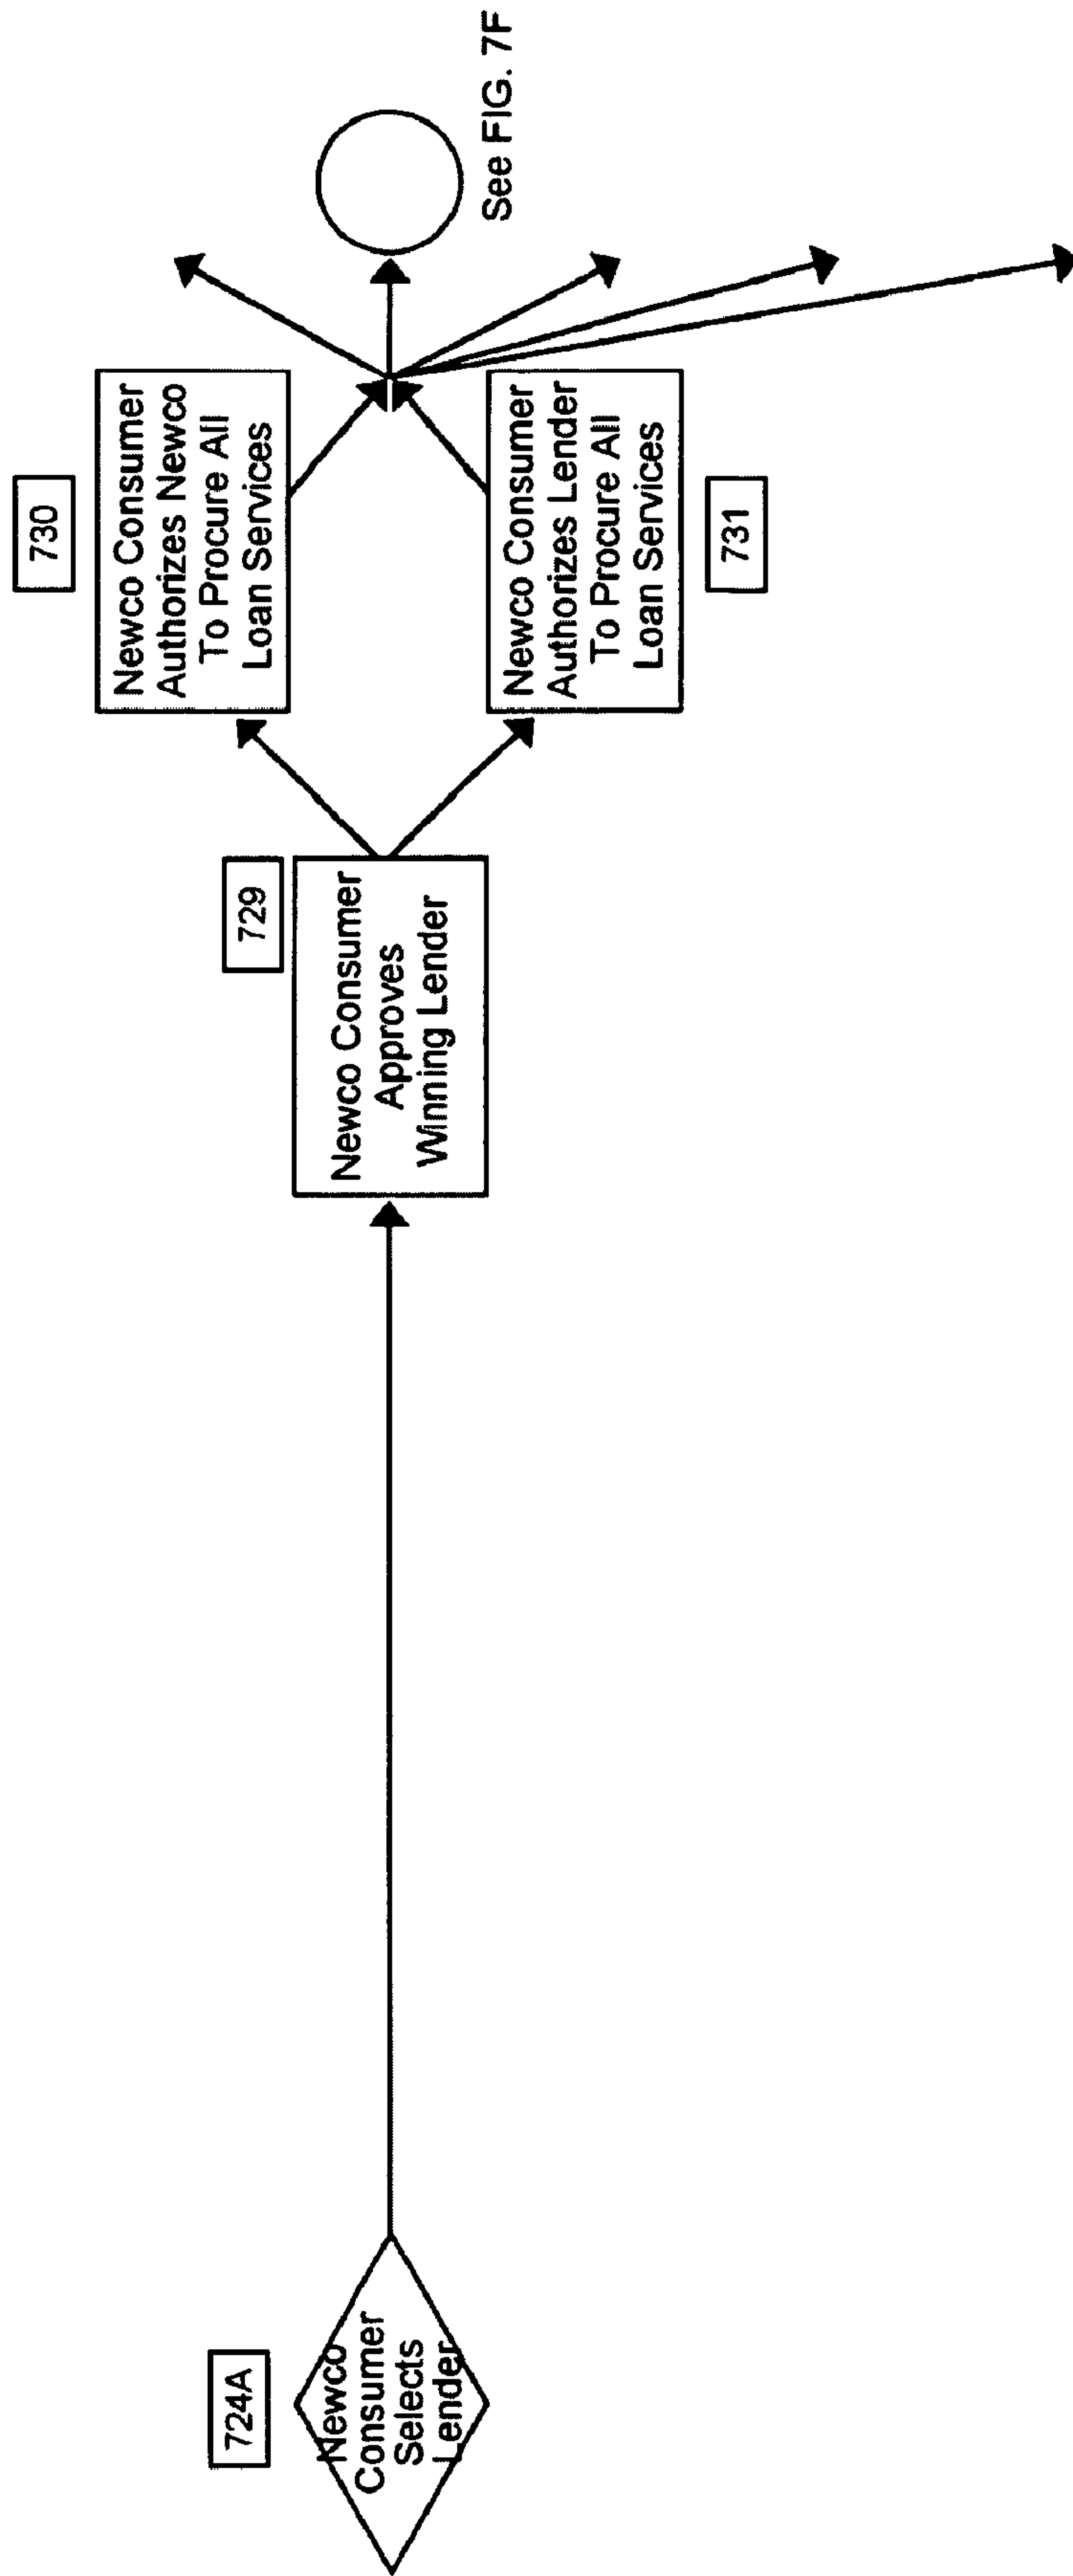 724A
Newco
Consumer
Selects
Lender
729
Newco Consumer
Approves
Winning Lender
730
Newco Consumer
Authorizes Newco
To Procure All
Loan Services
Newco Consumer
Authorizes Lender
To Procure All
Loan Services
731
See FIG. 7F